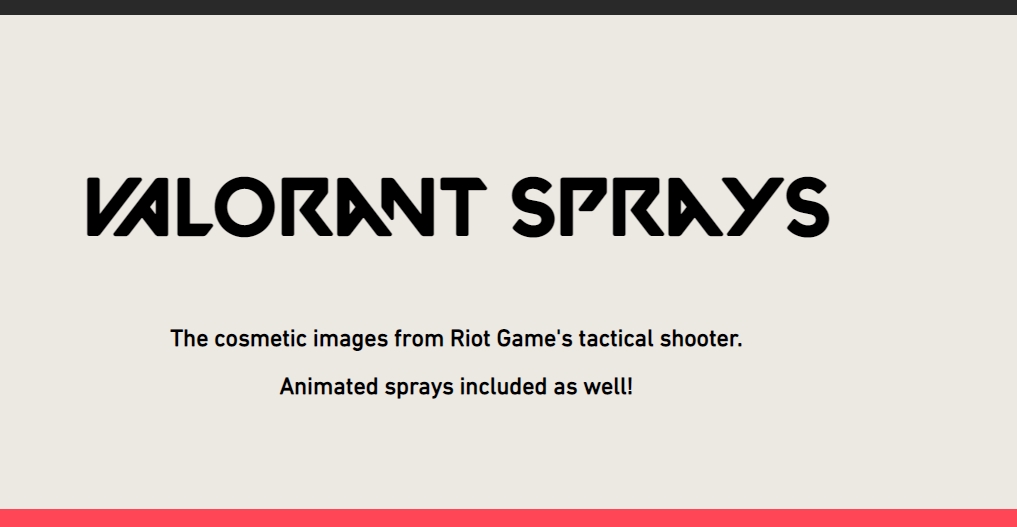 VALORANT SPRAYS
The cosmetic images from Riot Game's tactical shooter.
Animated sprays included as well!